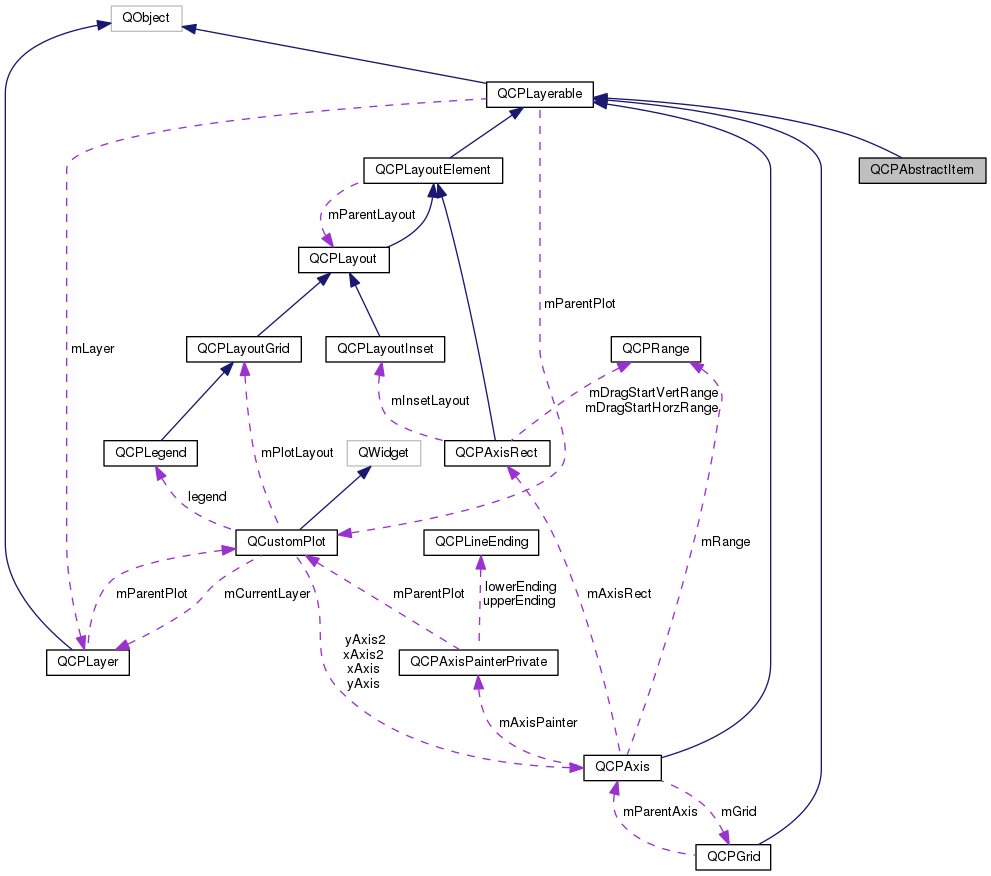 QObject
QCPLayerable
QCPLayoutElement
QCPAbstractItem
mParentLayout
QCPLayout
mParentPlot
mLayer
QCPLayoutGrid
QCPLayoutInset
QCPRange
mInsetLayout
mDragStartVertRange
mDragStartHorzRange
QCPLegend
mPlotLayout
QWidget
QCPAxisRect
legend
QCustomPlot
QCPLineEnding
mRange
mParentPlot
mCurrentLayer
mParentPlot
lowerEnding
upperEnding
mAxisRect
QCPLayer
yAxis2
xAxis2
xAxis
yAxis
QCPAxisPainterPrivate
mAxisPainter
QCPAxis
mParentAxis
mGrid
QCPGrid